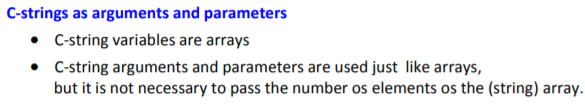 C-strings as arguments and parameters
• C-string variables are arrays
• C-string arguments and parameters are used just like arrays,
but it is not necessary to pass the number os elements os the (string) array.